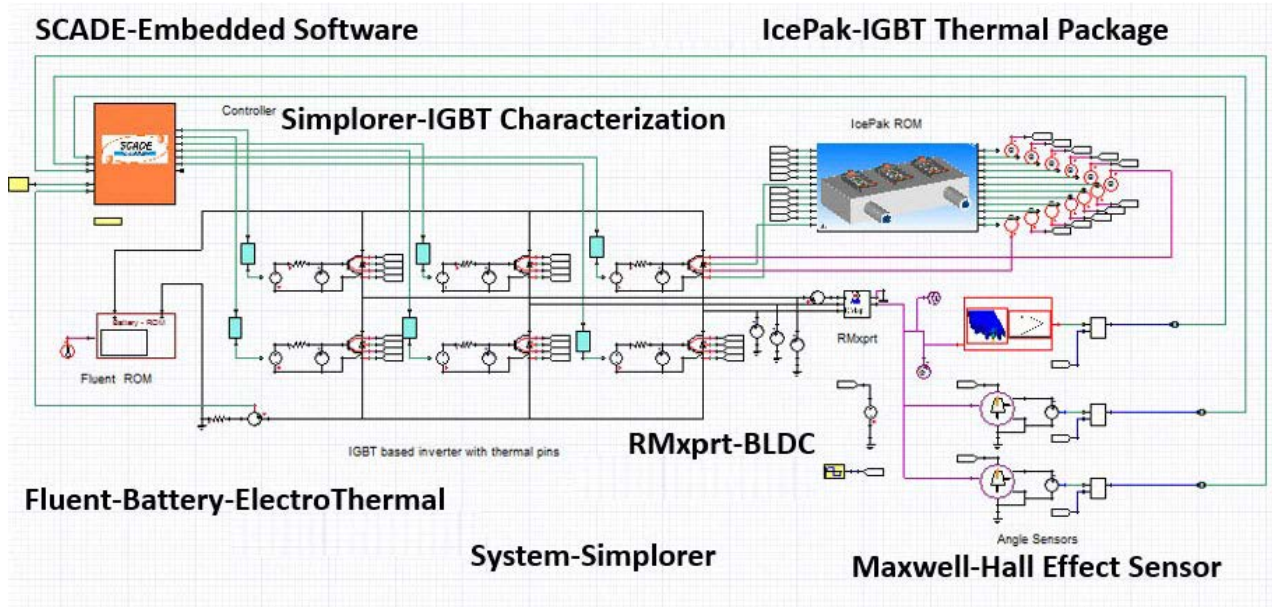 SCADE-Embedded Software
IcePak-IGBT Thermal Package
Controller
Simplorer-IGBT Characterization
IcePak ROM
SCADE
Battery - ROM
Fluent ROM
RMxprt
IGBT based inverter with thermal pins
RMxprt-BLDC
Fluent-Battery-ElectroThermal
Angle Sensors
System-Simplorer
Maxwell-Hall Effect Sensor